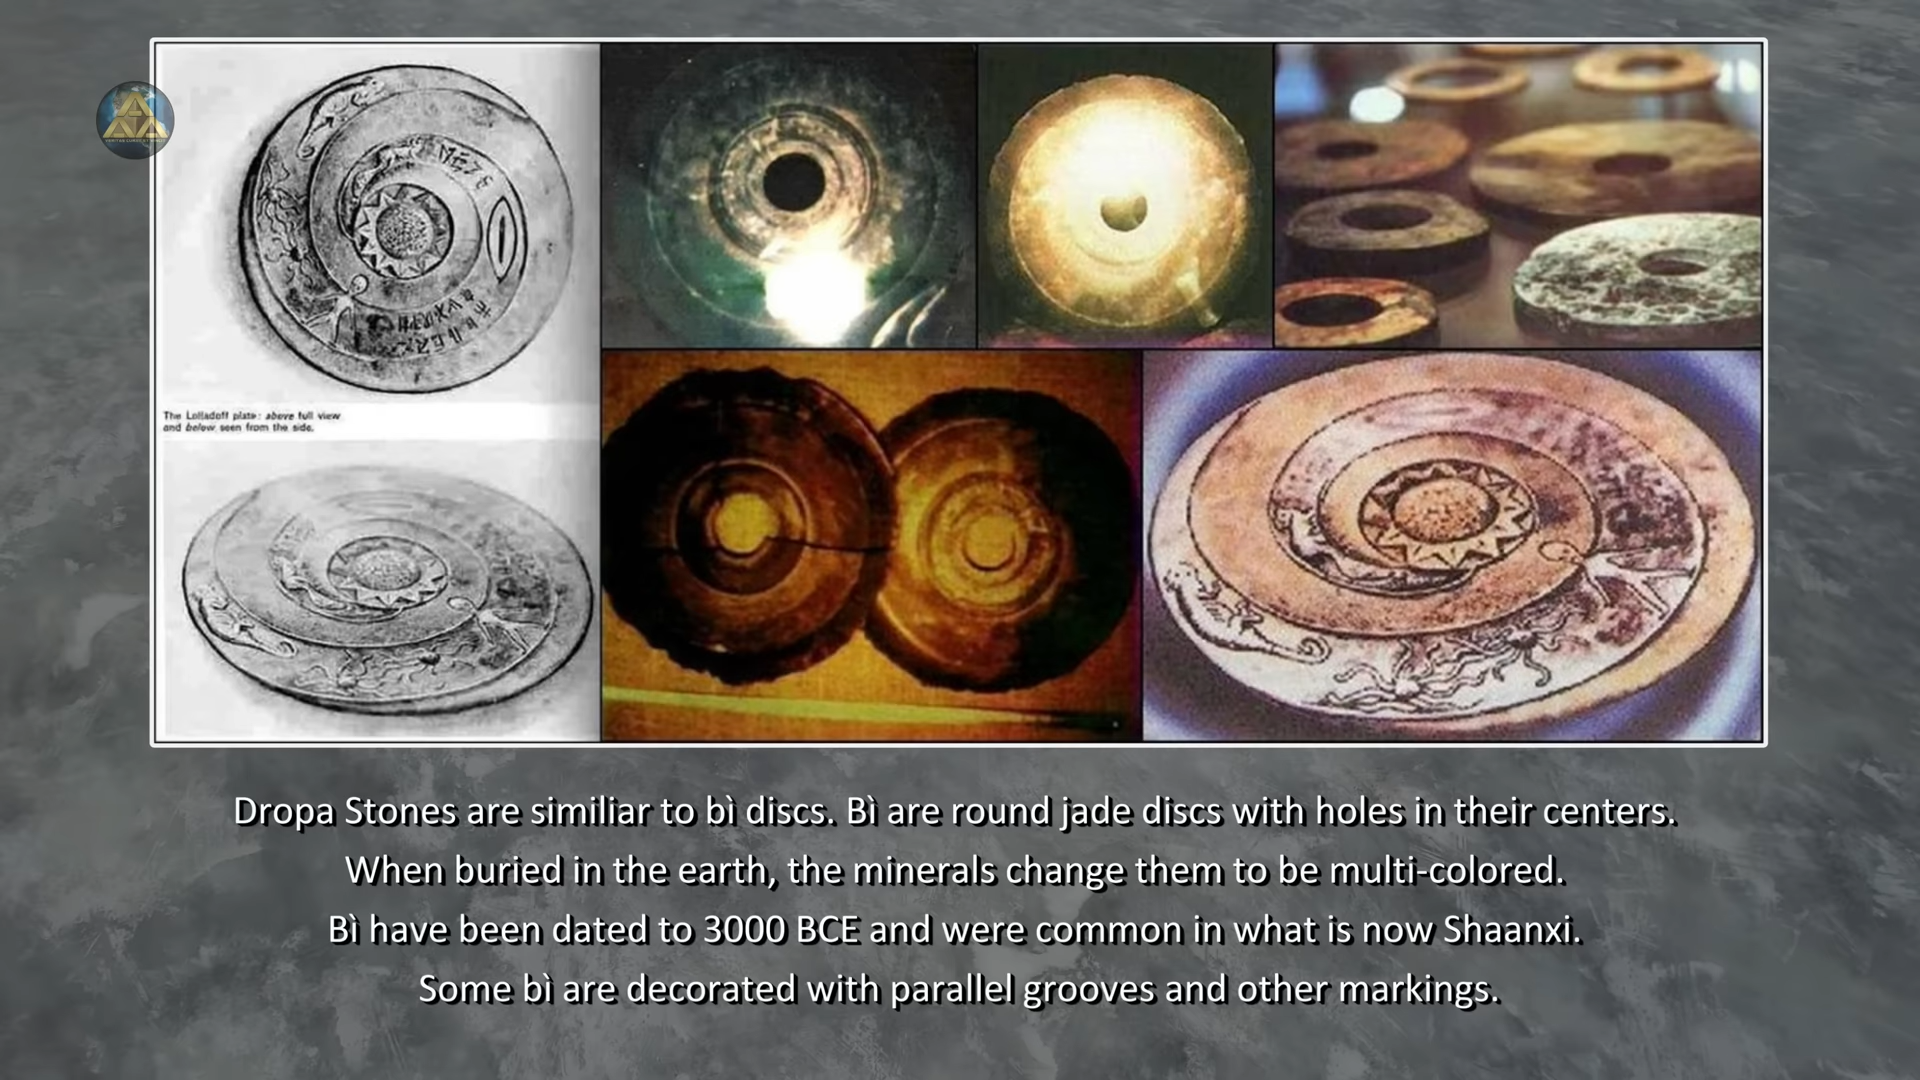 The Lolladoff plate: above full view
and below seen from the side.
Dropa Stones are similiar to bì discs. Bì are round jade discs with holes in their centers.
When buried in the earth, the minerals change them to be multi-colored.
Bì have been dated to 3000 BCE and were common in what is now Shaanxi.
Some bì are decorated with parallel grooves and other markings.